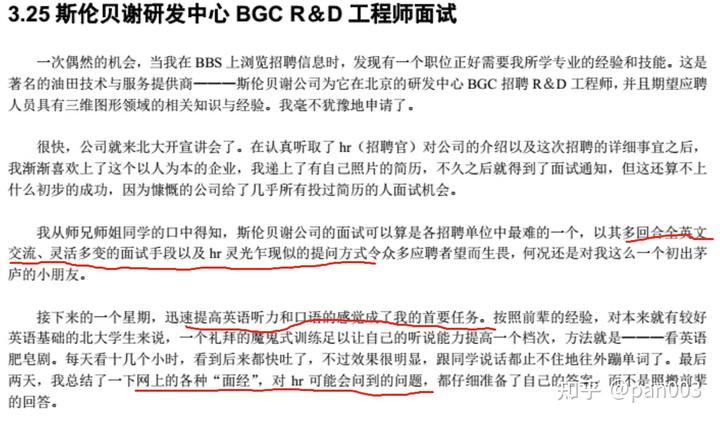 3.25 斯伦贝谢研发中心 BGC R&D 工程师面试
一次偶然的机会，当我在 BBS 上浏览招聘信息时，发现有一个职位正好需要我所学专业的经验和技能。这是
著名的油田技术与服务提供商———斯伦贝谢公司为它在北京的研发中心 BGC 招聘 R&D 工程师，并且期望应聘
人员具有三维图形领域的相关知识与经验。我毫不犹豫地申请了。
很快，公司就来北大开宣讲会了。在认真听取了 hr（招聘官）对公司的介绍以及这次招聘的详细事宜之后，
我渐渐喜欢上了这个以人为本的企业，我递上了有自己照片的简历，不久之后就得到了面试通知，但这还算不上
什么初步的成功，因为慷慨的公司给了几乎所有投过简历的人面试机会。
我从师兄师姐同学的口中得知，斯伦贝谢公司的面试可以算是各招聘单位中最难的一个，以其多回合全英文
交流、灵活多变的面试手段以及 hr 灵光乍现似的提问方式令众多应聘者望而生畏，何况还是对我这么一个初出茅
庐的小朋友。
接下来的一个星期，迅速提高英语听力和口语的感觉成了我的首要任务。按照前辈的经验，对本来就有较好
英语基础的北大学生来说，一个礼拜的魔鬼式训练足以让自己的听说能力提高一个档次，方法就是———看英语
肥皂剧。每天看十几个小时，看到后来都快吐了，不过效果很明显，跟同学说话都止不住地往外蹦单词了。最后
两天，我总结了一下网上的各种“面经”，对 hr 可能会问到的问题，都仔细准备了自己的答案，而不是照搬前辈
的回答。
知乎 @pan003